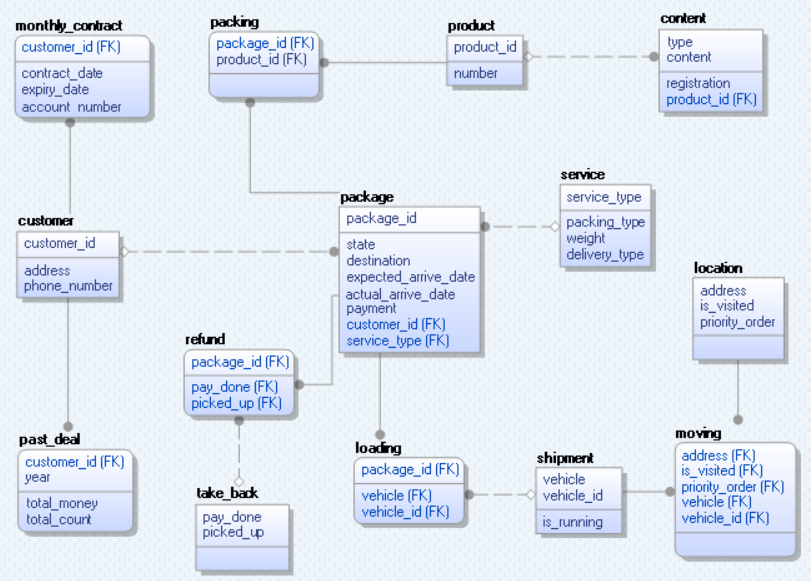 monthly_contract
customer_id (FK)
contract_date
expiry_date
account_number
packing
package_id (FK)
product_id (FK)
product
product_id
number
content
type
content
registration
product_id (FK)
customer
customer_id
address
phone_number
package
package_id
state
destination
expected_arrive_date
actual_arrive_date
payment
customer_id (FK)
service_type (FK)
service
service_type
packing_type
weight
delivery_type
location
address
is_visited
priority_order
refund
package_id (FK)
pay_done (FK)
picked_up (FK)
past_deal
customer_id (FK)
year
total_money
total_count
take_back
pay_done
picked_up
loading
package_id (FK)
vehicle (FK)
vehicle_id (FK)
shipment
vehicle
vehicle_id
is_running
moving
address (FK)
is_visited (FK)
priority_order (FK)
vehicle (FK)
vehicle_id (FK)